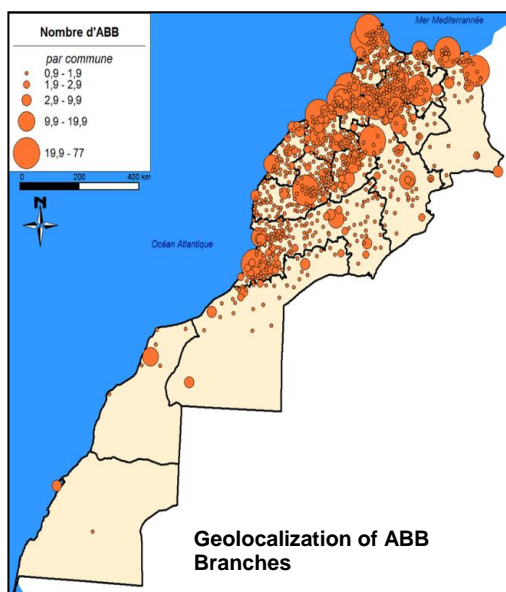 Mer Mediterrannée
Nombre d'ABB
par commune
0,9 - 1,9
1,9 - 2,9
2,9 - 9,9
9,9 - 19,9
19,9 - 77
0 200 400 km
N
Océan Atlantique
Geolocalization of ABB
Branches